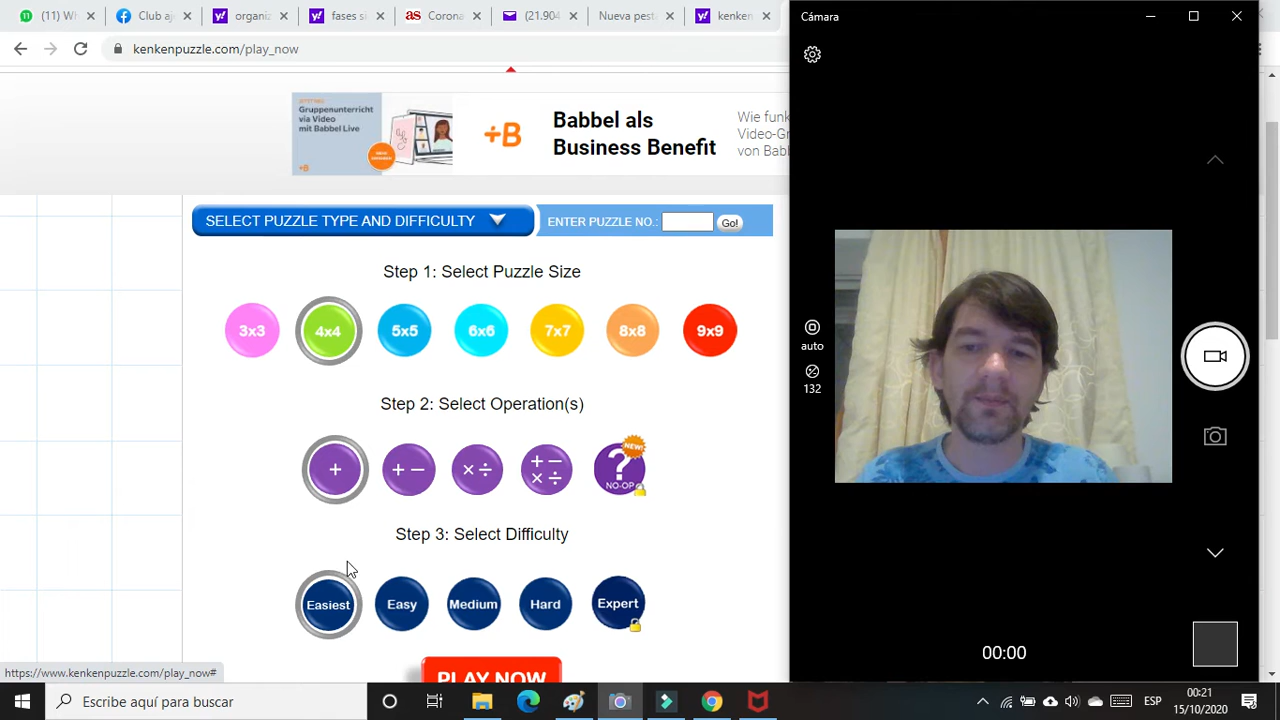 (11) W
Club aj
organiz
fases si
Corona
(21.904
Nueva pest
kenken
Cámara
kenkenpuzzle.com/play_now
Gruppenunterricht
via Video
mit Babbel Live
+B
Babbel als
Business Benefit
Wie funk
Video-Gr
von Babb
SELECT PUZZLE TYPE AND DIFFICULTY
ENTER PUZZLE NO.:
Go!
Step 1: Select Puzzle Size
3x3
4x4
5x5
6x6
7x7
8x8
9x9
Step 2: Select Operation(s)
+
+ −
× ÷
+ −
× ÷
NEW!
?
NO-OP
Step 3: Select Difficulty
Easiest
Easy
Medium
Hard
Expert
PLAY NOW
https://www.kenkenpuzzle.com/play_now#
auto
132
00:00
Escribe aquí para buscar
ESP
00:21
15/10/2020